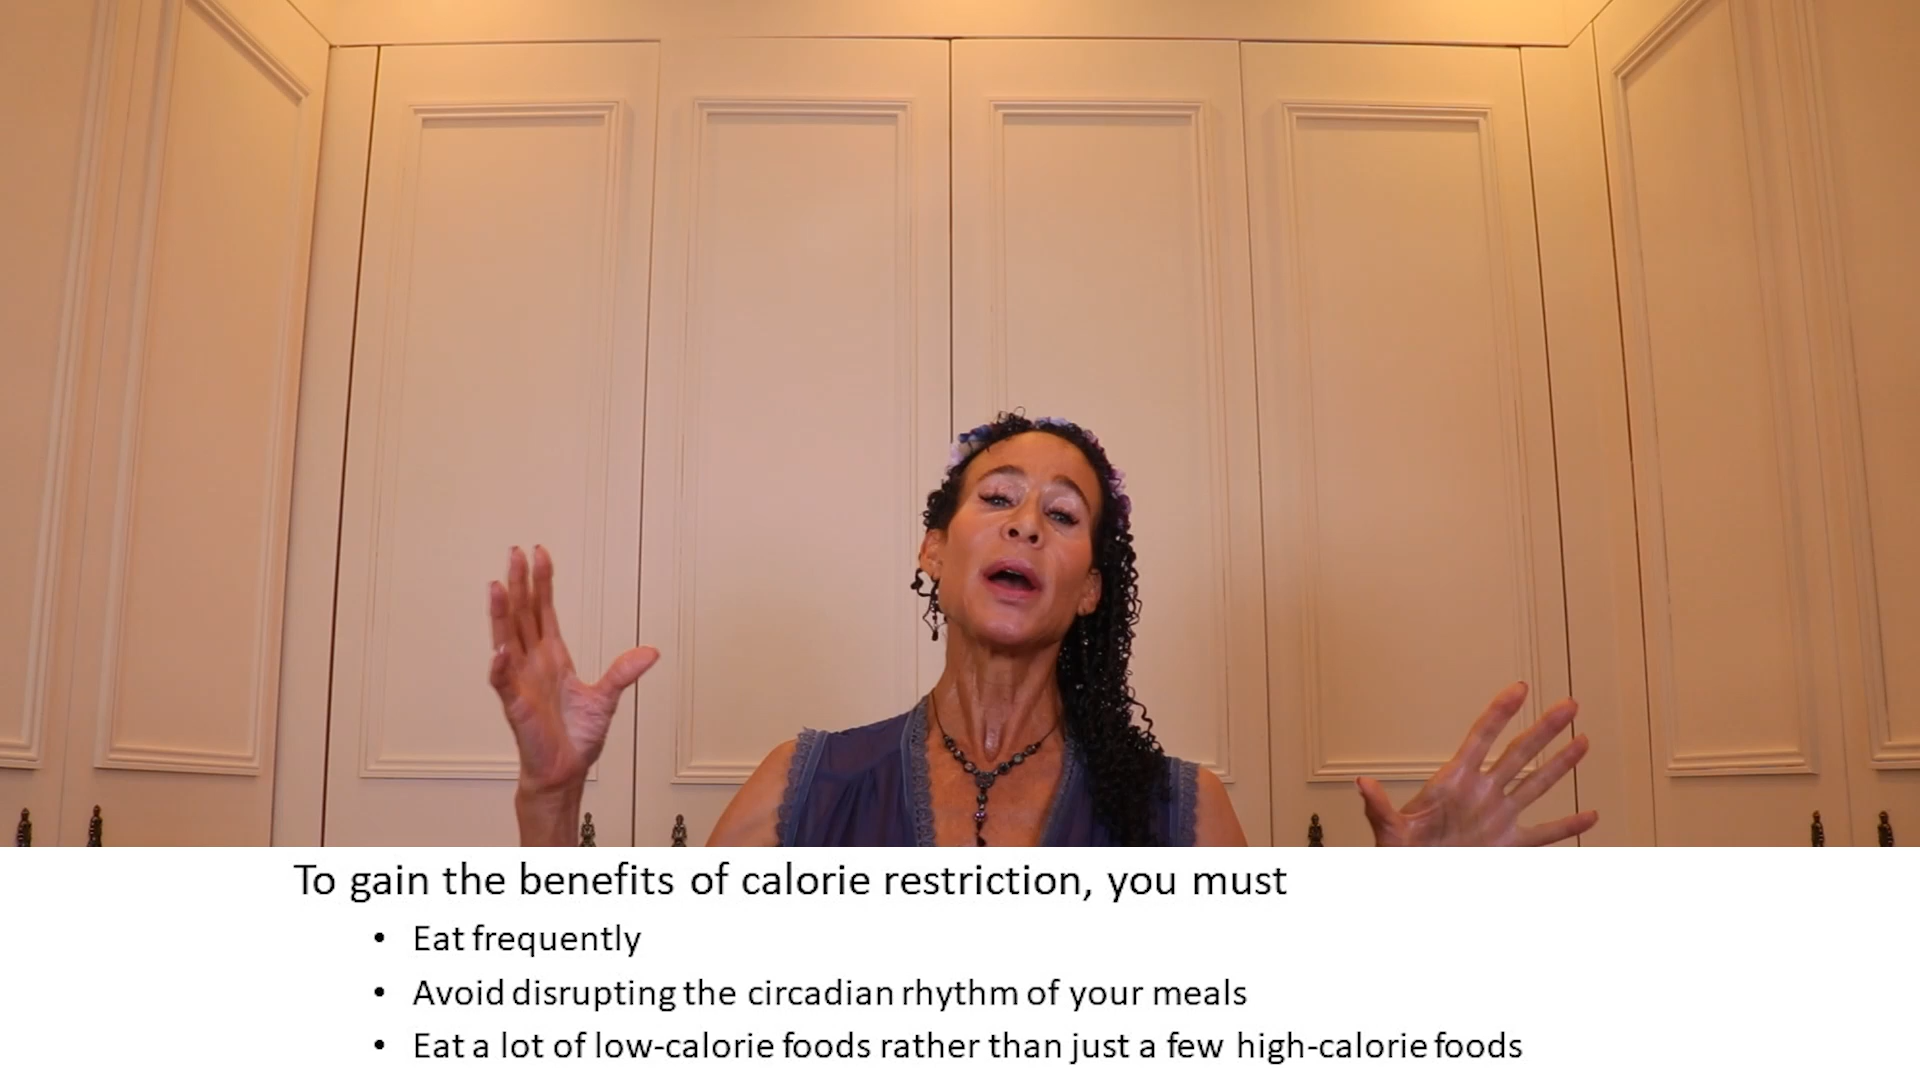 To gain the benefits of calorie restriction, you must
• Eat frequently
• Avoid disrupting the circadian rhythm of your meals
• Eat a lot of low-calorie foods rather than just a few high-calorie foods